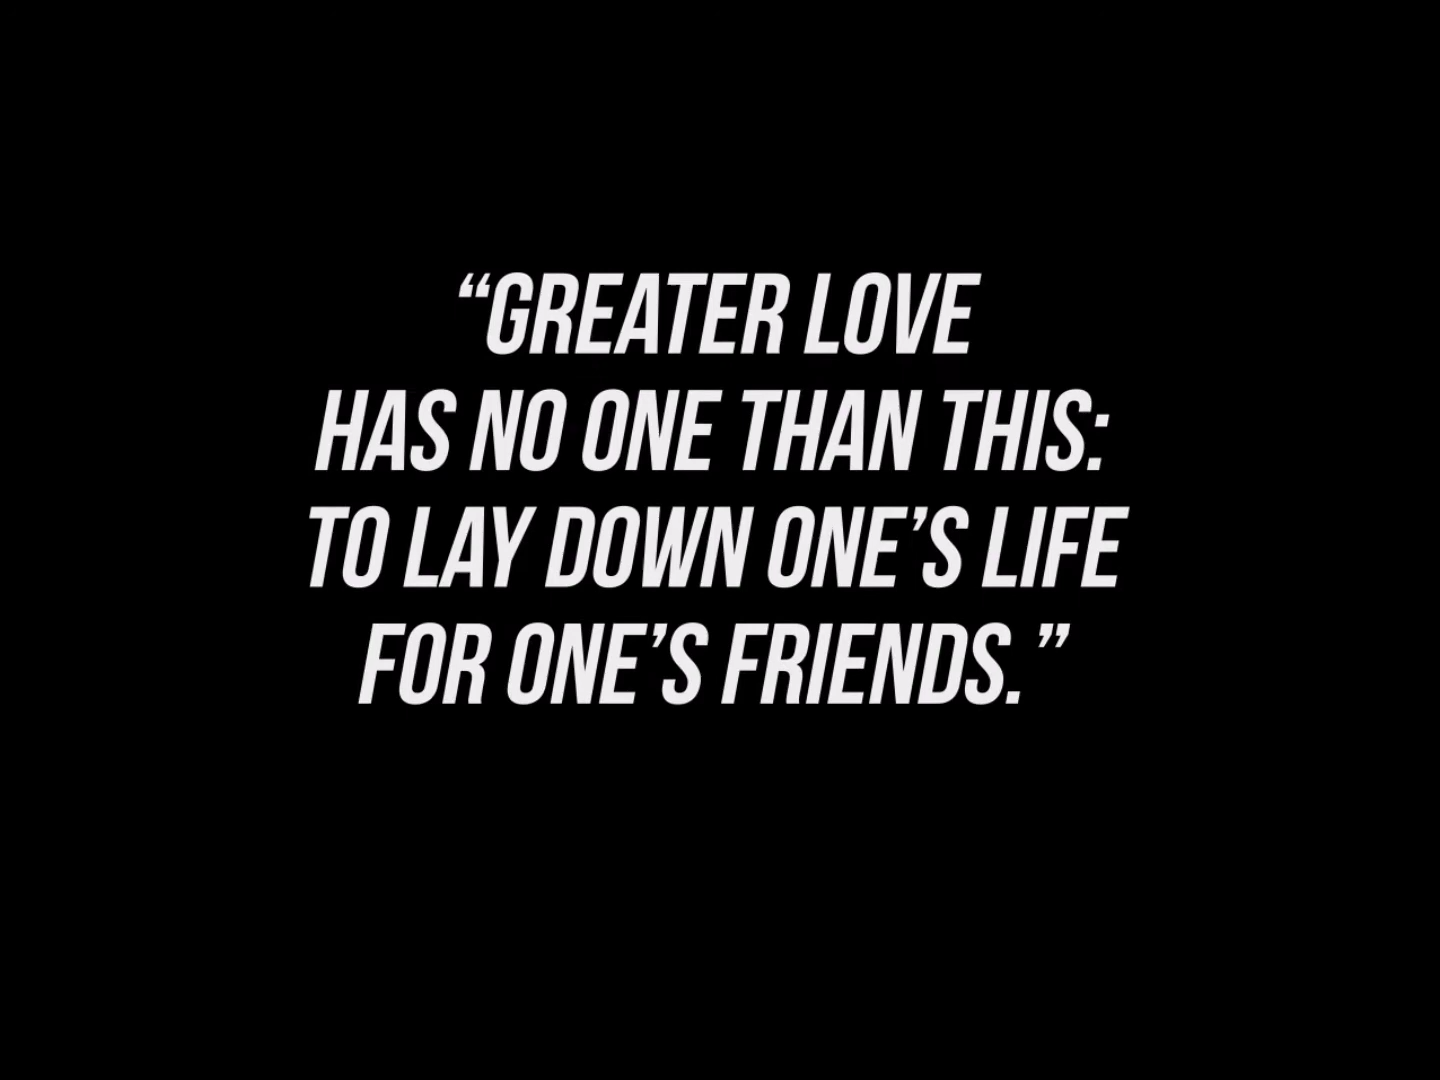 “GREATER LOVE
HAS NO ONE THAN THIS:
TO LAY DOWN ONE’S LIFE
FOR ONE’S FRIENDS.”